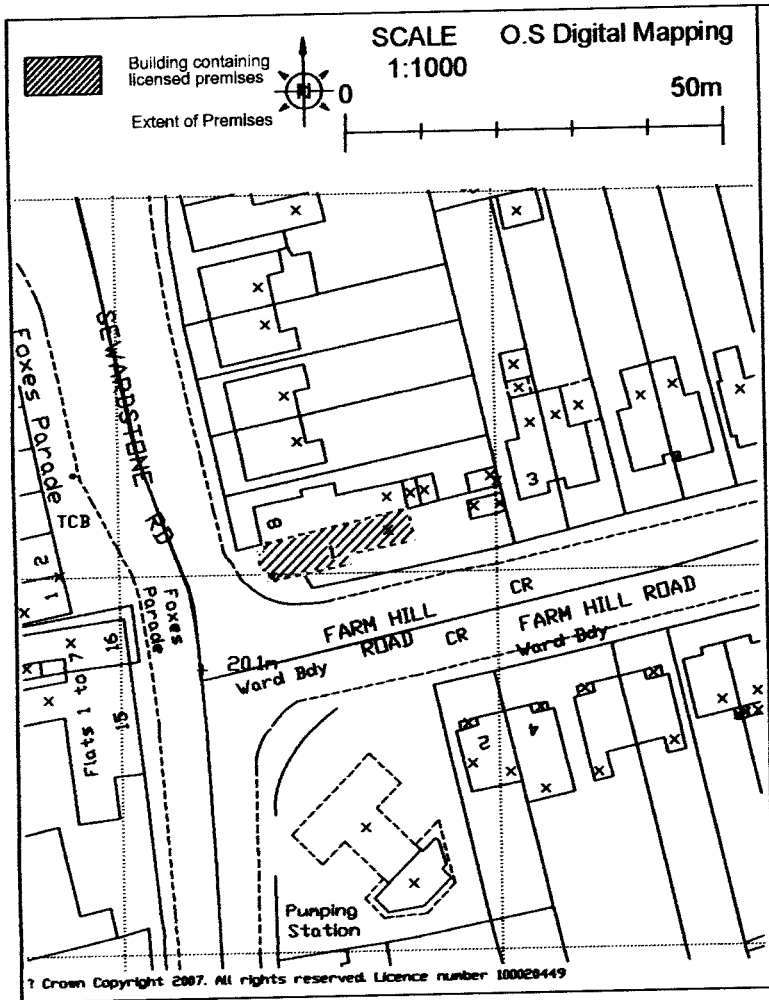 Building containing
licensed premises
Extent of Premises
SCALE
1:1000
O.S Digital Mapping
0
50m
Foxes Parade
SEWARDSTONE RD
TCB
2
1
8
3
Foxes
Parade
16
15
Flats 1 to 7
20.1m
Ward Bdy
FARM HILL
ROAD
CR
CR
FARM HILL ROAD
Ward Bdy
2
4
Pumping
Station
? Crown Copyright 2007. All rights reserved. Licence number 100020449